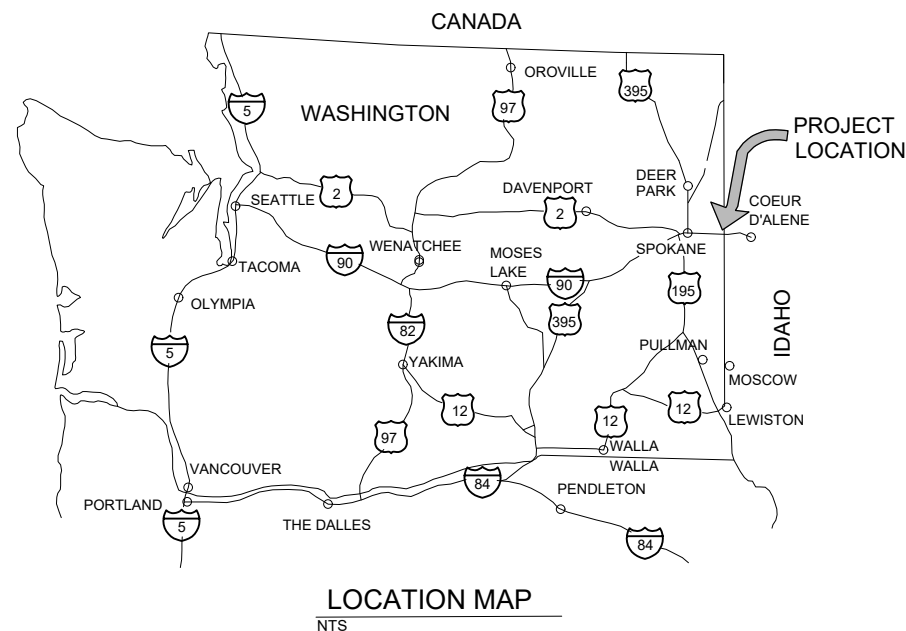 CANADA
OROVILLE
395
5
97
WASHINGTON
PROJECT
LOCATION
DEER
PARK
DAVENPORT
2
SEATTLE
2
COEUR
D'ALENE
WENATCHEE
SPOKANE
90
MOSES
LAKE
TACOMA
90
195
OLYMPIA
395
IDAHO
82
5
PULLMAN
YAKIMA
MOSCOW
12
12
12
LEWISTON
97
WALLA
WALLA
VANCOUVER
84
PENDLETON
PORTLAND
5
THE DALLES
84
LOCATION MAP
NTS